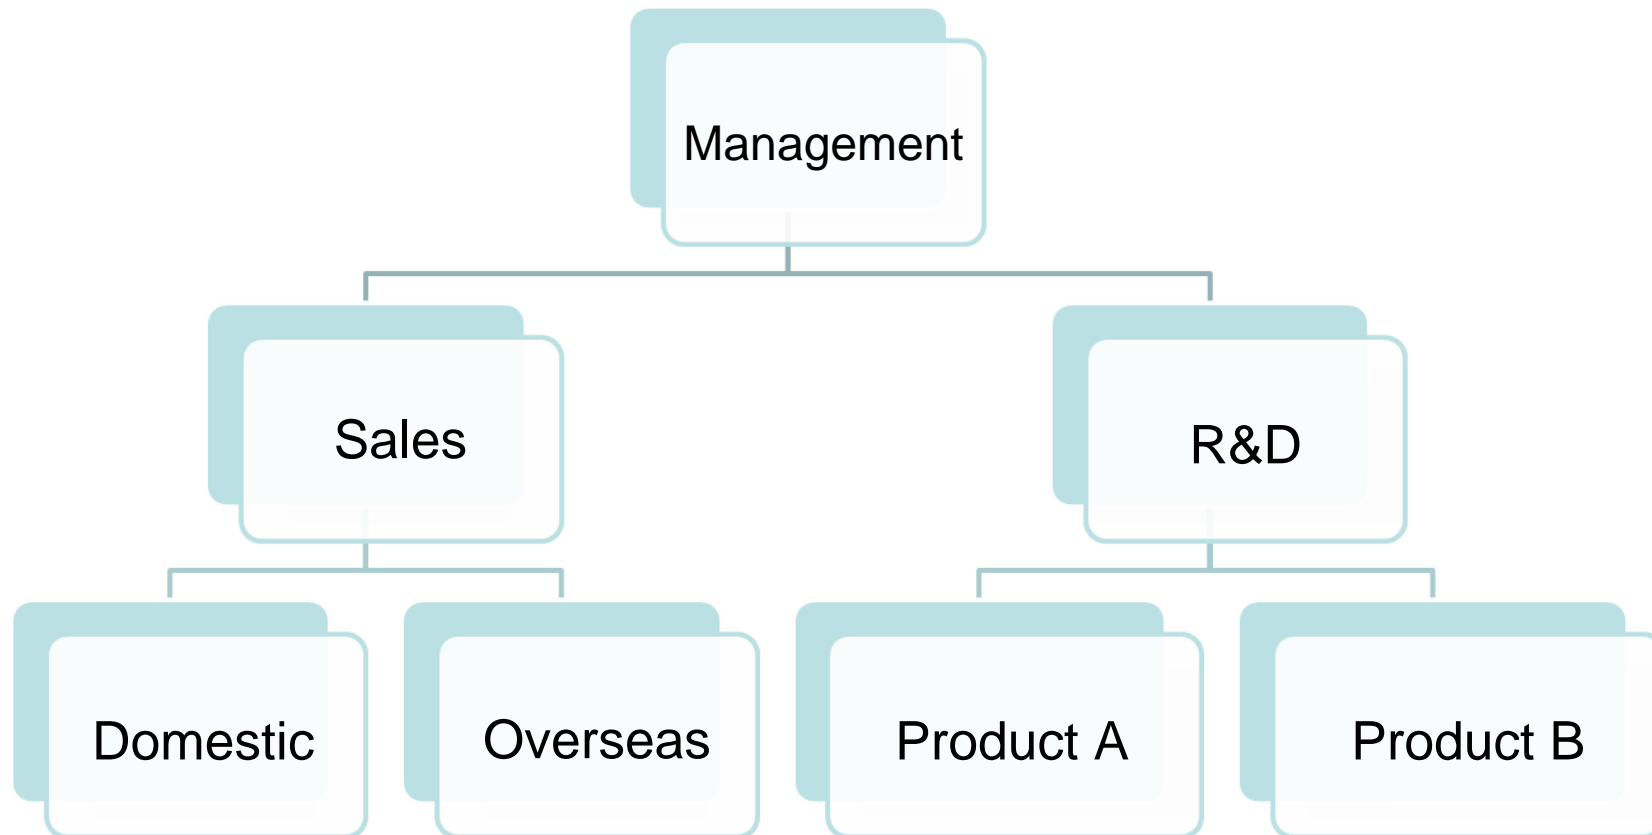 Management
Sales
R&D
Domestic
Overseas
Product A
Product B